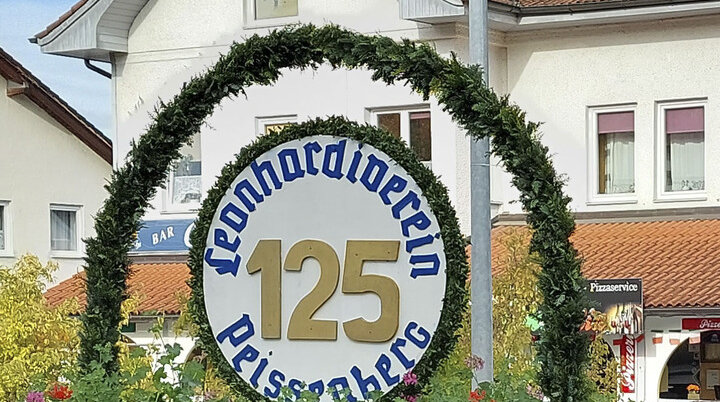 Leonhardiverein
125
Peissenberg
BAR
Pizzaservice